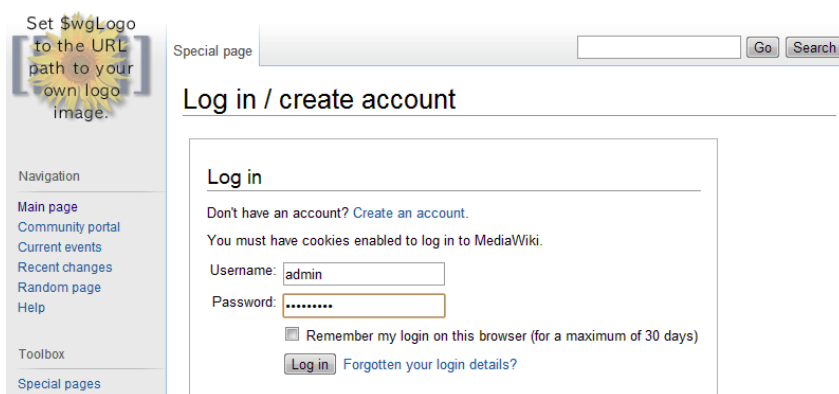 Set $wgLogo
to the URL
path to your
own logo
image.
Special page
Go Search
Log in / create account
Navigation
Main page
Community portal
Current events
Recent changes
Random page
Help
Toolbox
Special pages
Log in
Don't have an account? Create an account.
You must have cookies enabled to log in to MediaWiki.
Username: admin
Password: •••••••••
Remember my login on this browser (for a maximum of 30 days)
Log in Forgotten your login details?